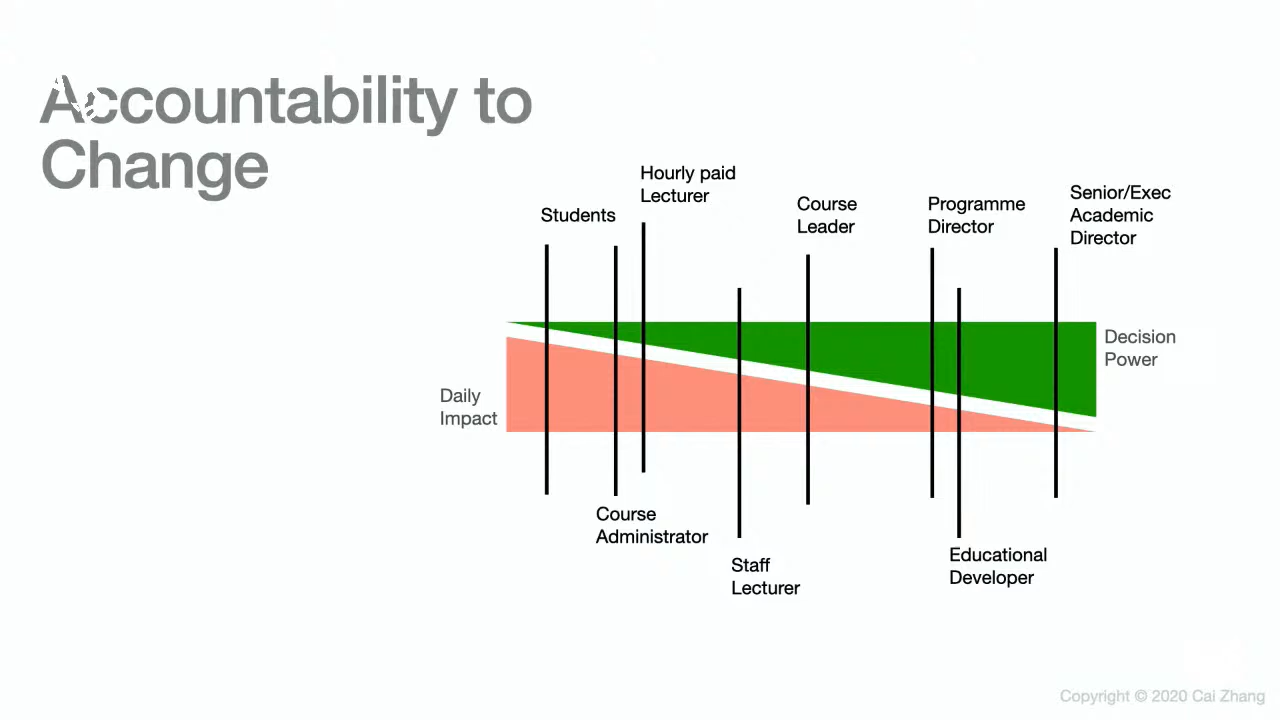 Accountability to
Change
Hourly paid
Lecturer
Students
Course
Leader
Programme
Director
Senior/Exec
Academic
Director
Decision
Power
Daily
Impact
Course
Administrator
Staff
Lecturer
Educational
Developer
Copyright © 2020 Cai Zhang